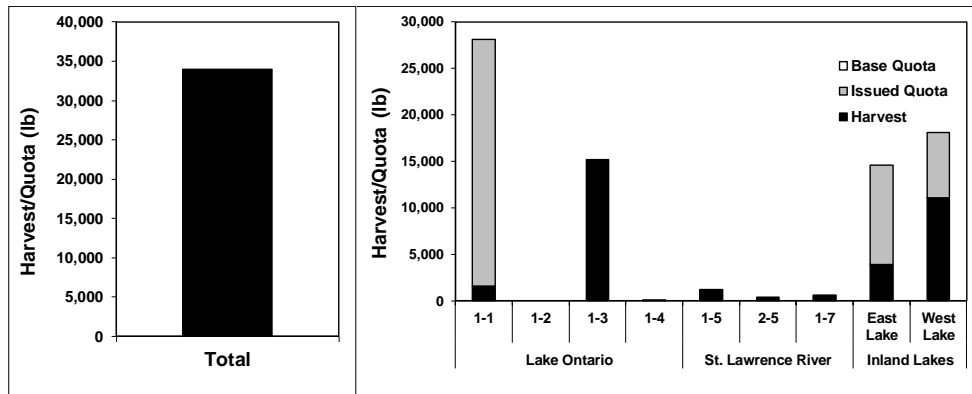 40,000
35,000
30,000
25,000
20,000
15,000
10,000
5,000
0
Harvest/Quota (lb)
Total
30,000
25,000
20,000
15,000
10,000
5,000
0
Harvest/Quota (lb)
Base Quota
Issued Quota
Harvest
1-1 1-2 1-3 1-4 1-5 2-5 1-7 East Lake West Lake
Lake Ontario St. Lawrence River Inland Lakes